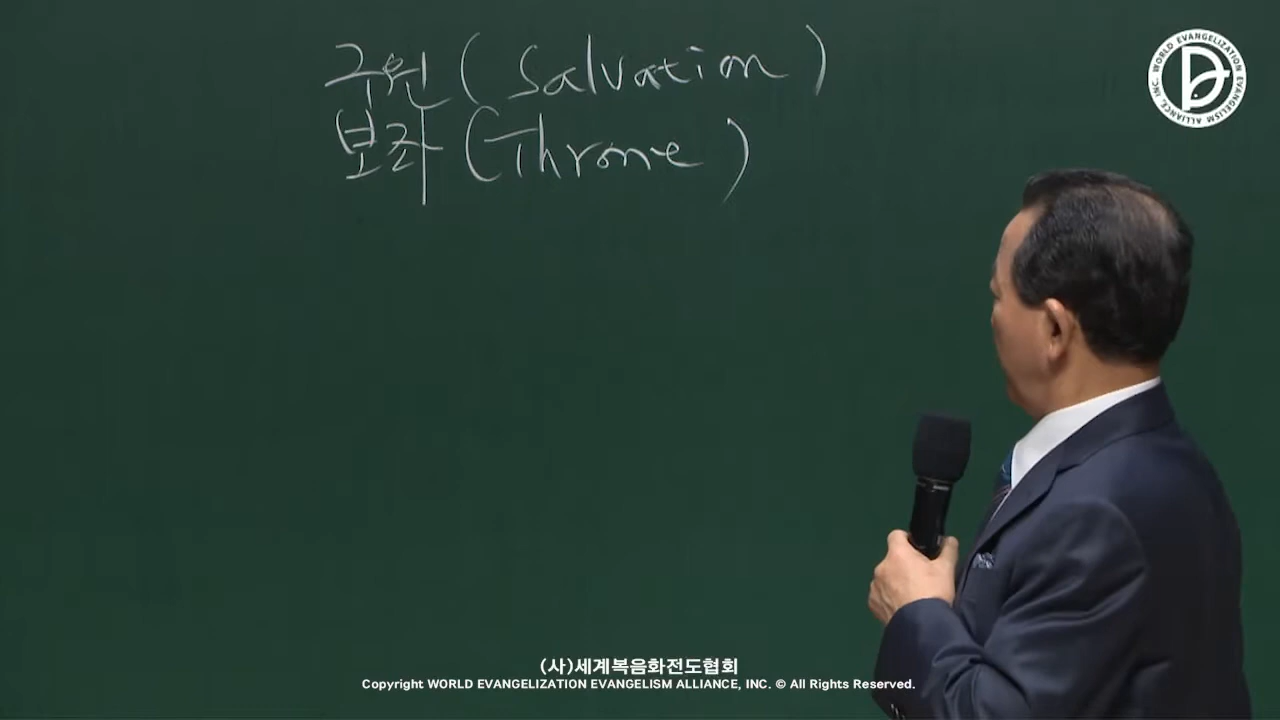 구원 (Salvation)
보좌 (Throne)
WORLD EVANGELIZATION EVANGELISM ALLIANCE, INC.
(사)세계복음화전도협회
Copyright WORLD EVANGELIZATION EVANGELISM ALLIANCE, INC. © All Rights Reserved.